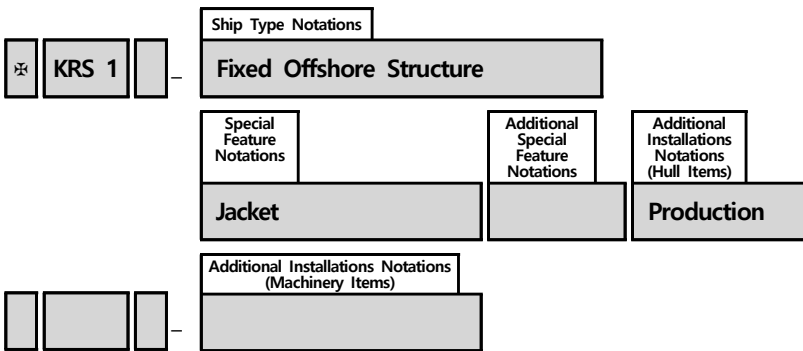 Ship Type Notations
✠ KRS 1 – Fixed Offshore Structure
Special
Feature
Notations
Additional
Special
Feature
Notations
Additional
Installations
Notations
(Hull Items)
Jacket
Production
Additional Installations Notations
(Machinery Items)
–